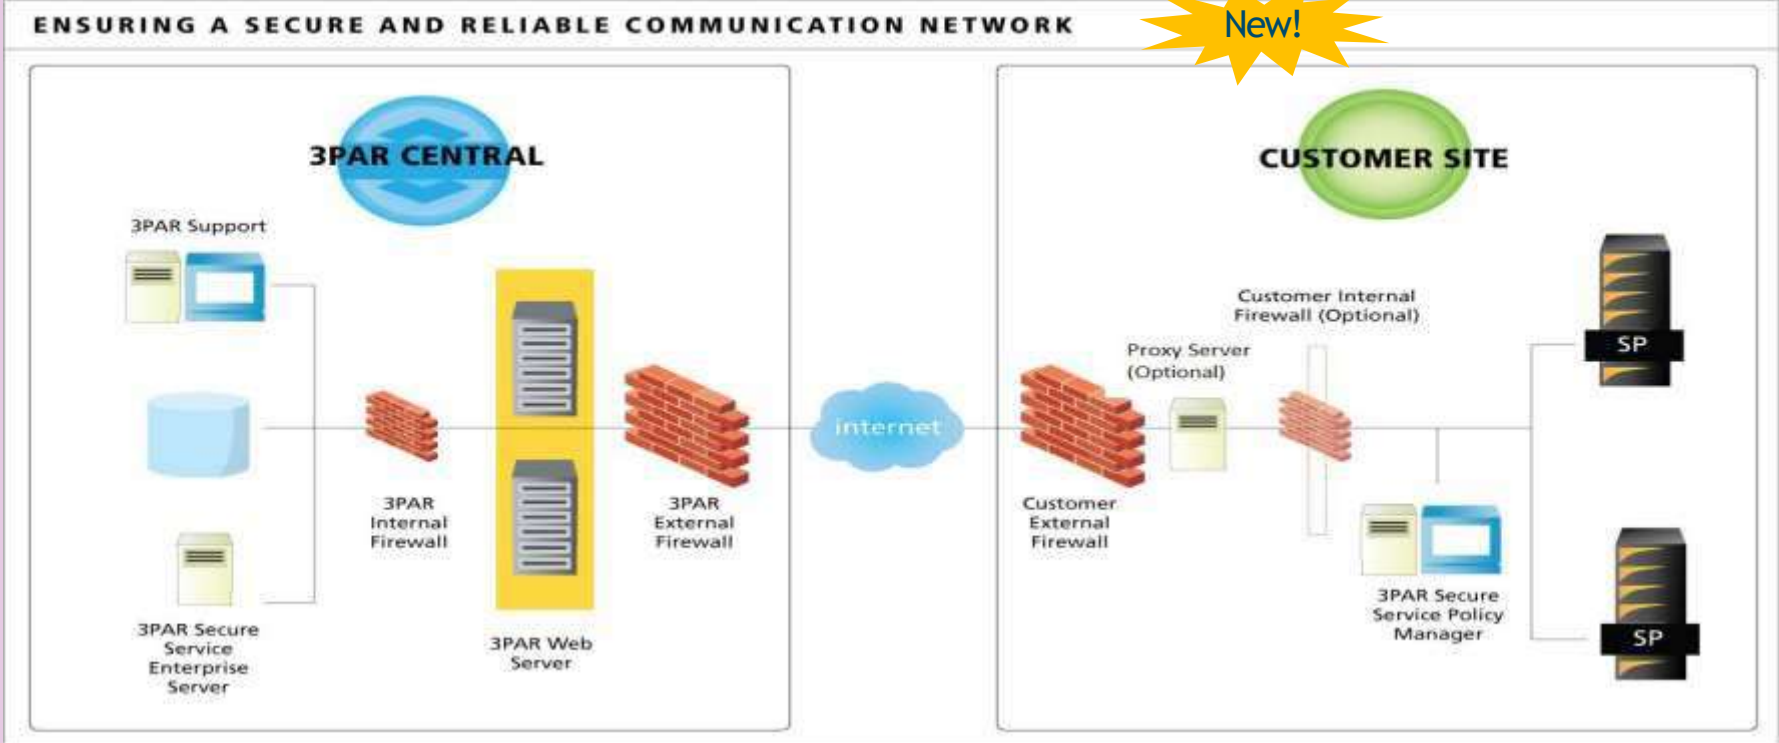 ENSURING A SECURE AND RELIABLE COMMUNICATION NETWORK
New!
3PAR CENTRAL
3PAR Support
3PAR
Internal
Firewall
3PAR
External
Firewall
3PAR Secure
Service
Enterprise
Server
3PAR Web
Server
internet
CUSTOMER SITE
Customer Internal
Firewall (Optional)
Proxy Server
(Optional)
SP
Customer
External
Firewall
3PAR Secure
Service Policy
Manager
SP